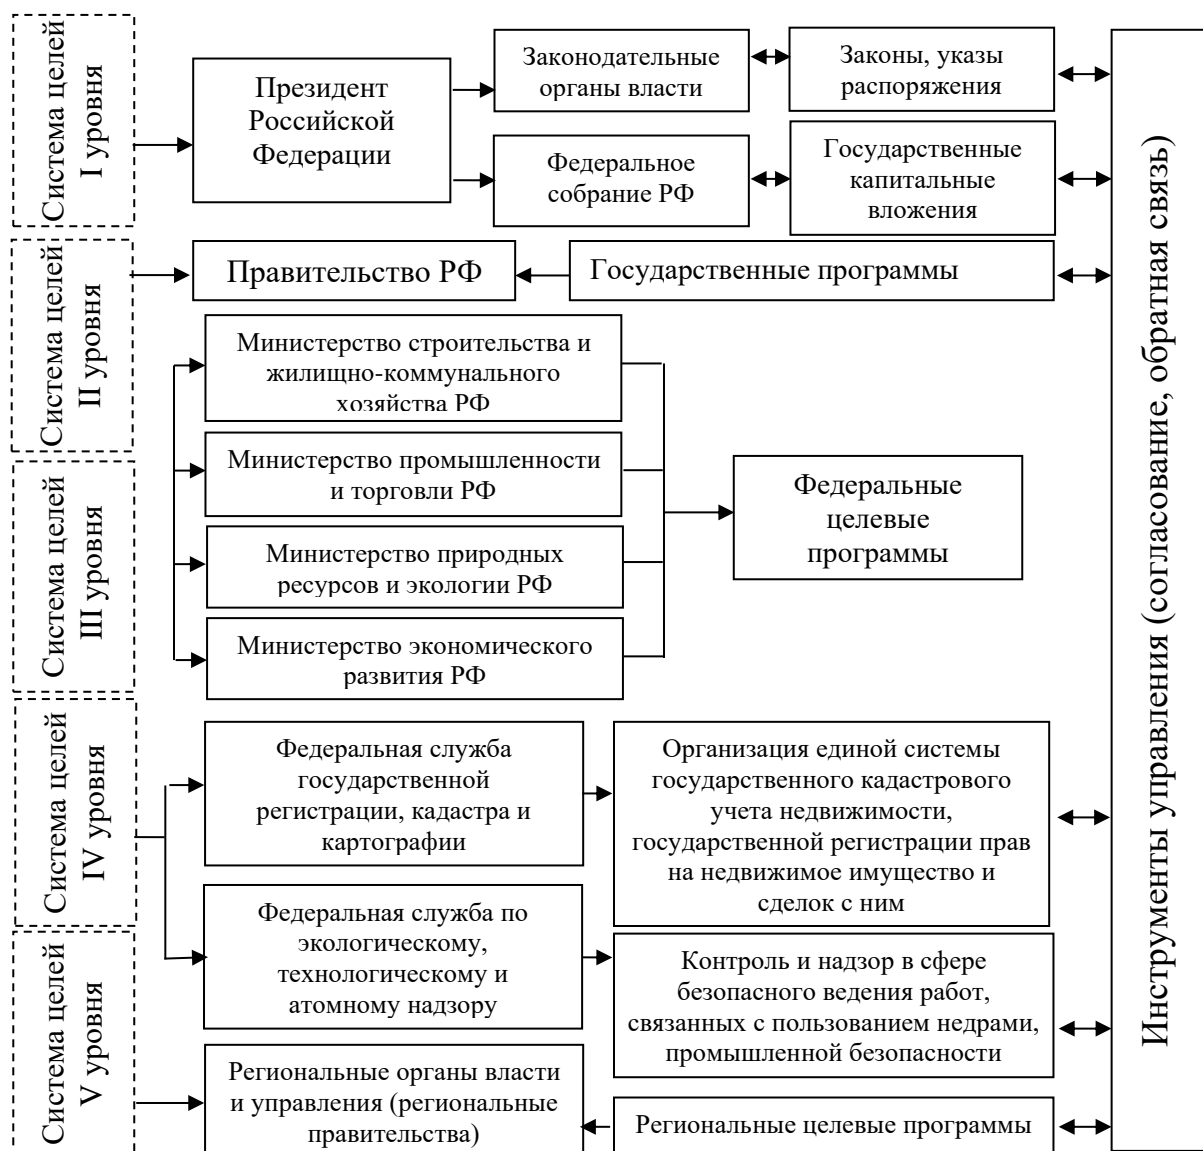 Система целей
I уровня
Президент
Российской
Федерации
Законодательные
органы власти
Законы, указы
распоряжения
Федеральное
собрание РФ
Государственные
капитальные
вложения
Система целей
II уровня
Правительство РФ
Государственные программы
Министерство строительства и
жилищно-коммунального
хозяйства РФ
Министерство промышленности
и торговли РФ
Система целей
III уровня
Министерство природных
ресурсов и экологии РФ
Министерство экономического
развития РФ
Федеральные
целевые
программы
Система целей
IV уровня
Федеральная служба
государственной
регистрации, кадастра и
картографии
Организация единой системы
государственного кадастрового
учета недвижимости,
государственной регистрации прав
на недвижимое имущество и
сделок с ним
Федеральная служба по
экологическому,
технологическому и
атомному надзору
Контроль и надзор в сфере
безопасного ведения работ,
связанных с пользованием недрами,
промышленной безопасности
Система целей
V уровня
Региональные органы власти
и управления (региональные
правительства)
Региональные целевые программы
Инструменты управления (согласование, обратная связь)